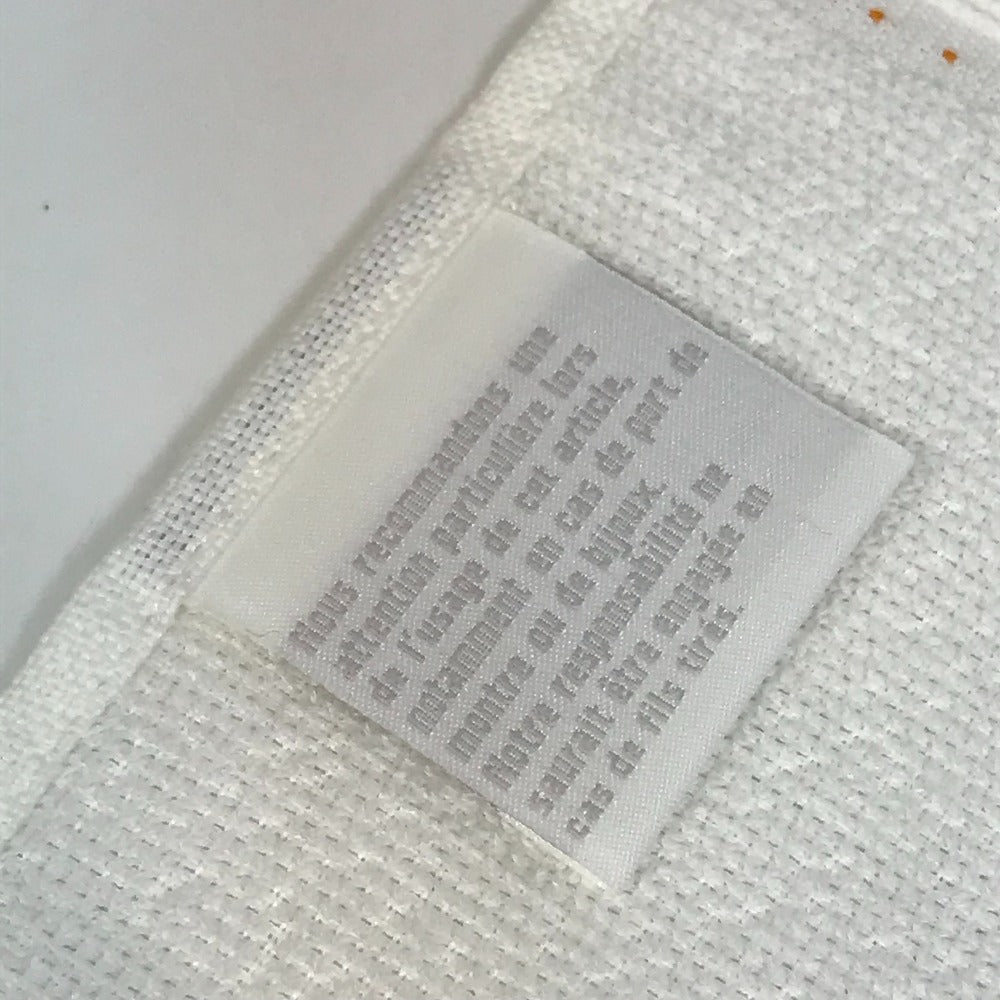 Nous recommandons une
attention particulière lors
de l'usage de cet article,
notamment en cas de port de
montre ou de bijoux.
Notre responsabilité ne
saurait être engagée en
cas de fils tirés.